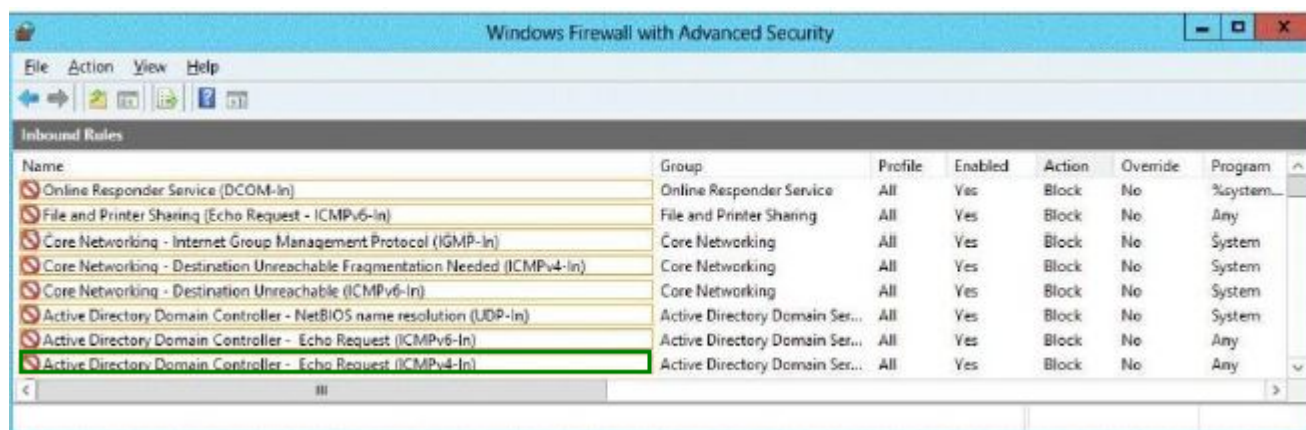 Windows Firewall with Advanced Security
File Action View Help
Inbound Rules
Name Group Profile Enabled Action Override Program
Online Responder Service (DCOM-In) Online Responder Service All Yes Block No %system...
File and Printer Sharing (Echo Request - ICMPv6-In) File and Printer Sharing All Yes Block No Any
Core Networking - Internet Group Management Protocol (IGMP-In) Core Networking All Yes Block No System
Core Networking - Destination Unreachable Fragmentation Needed (ICMPv4-In) Core Networking All Yes Block No System
Core Networking - Destination Unreachable (ICMPv6-In) Core Networking All Yes Block No System
Active Directory Domain Controller - NetBIOS name resolution (UDP-In) Active Directory Domain Ser... All Yes Block No System
Active Directory Domain Controller - Echo Request (ICMPv6-In) Active Directory Domain Ser... All Yes Block No Any
Active Directory Domain Controller - Echo Request (ICMPv4-In) Active Directory Domain Ser... All Yes Block No Any